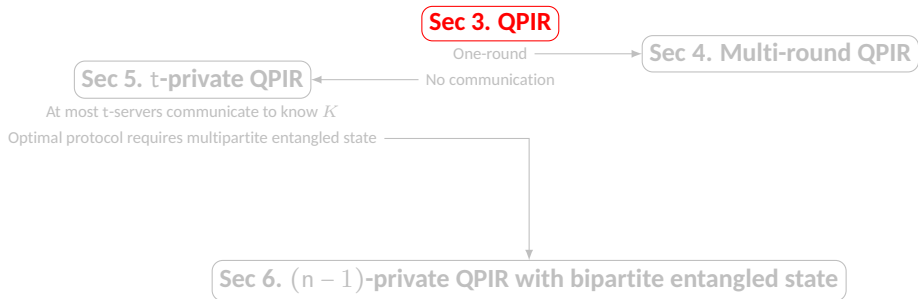 Sec 3. QPIR
One-round
Sec 4. Multi-round QPIR
Sec 5. t-private QPIR
No communication
At most t-servers communicate to know K
Optimal protocol requires multipartite entangled state
Sec 6. (n − 1)-private QPIR with bipartite entangled state